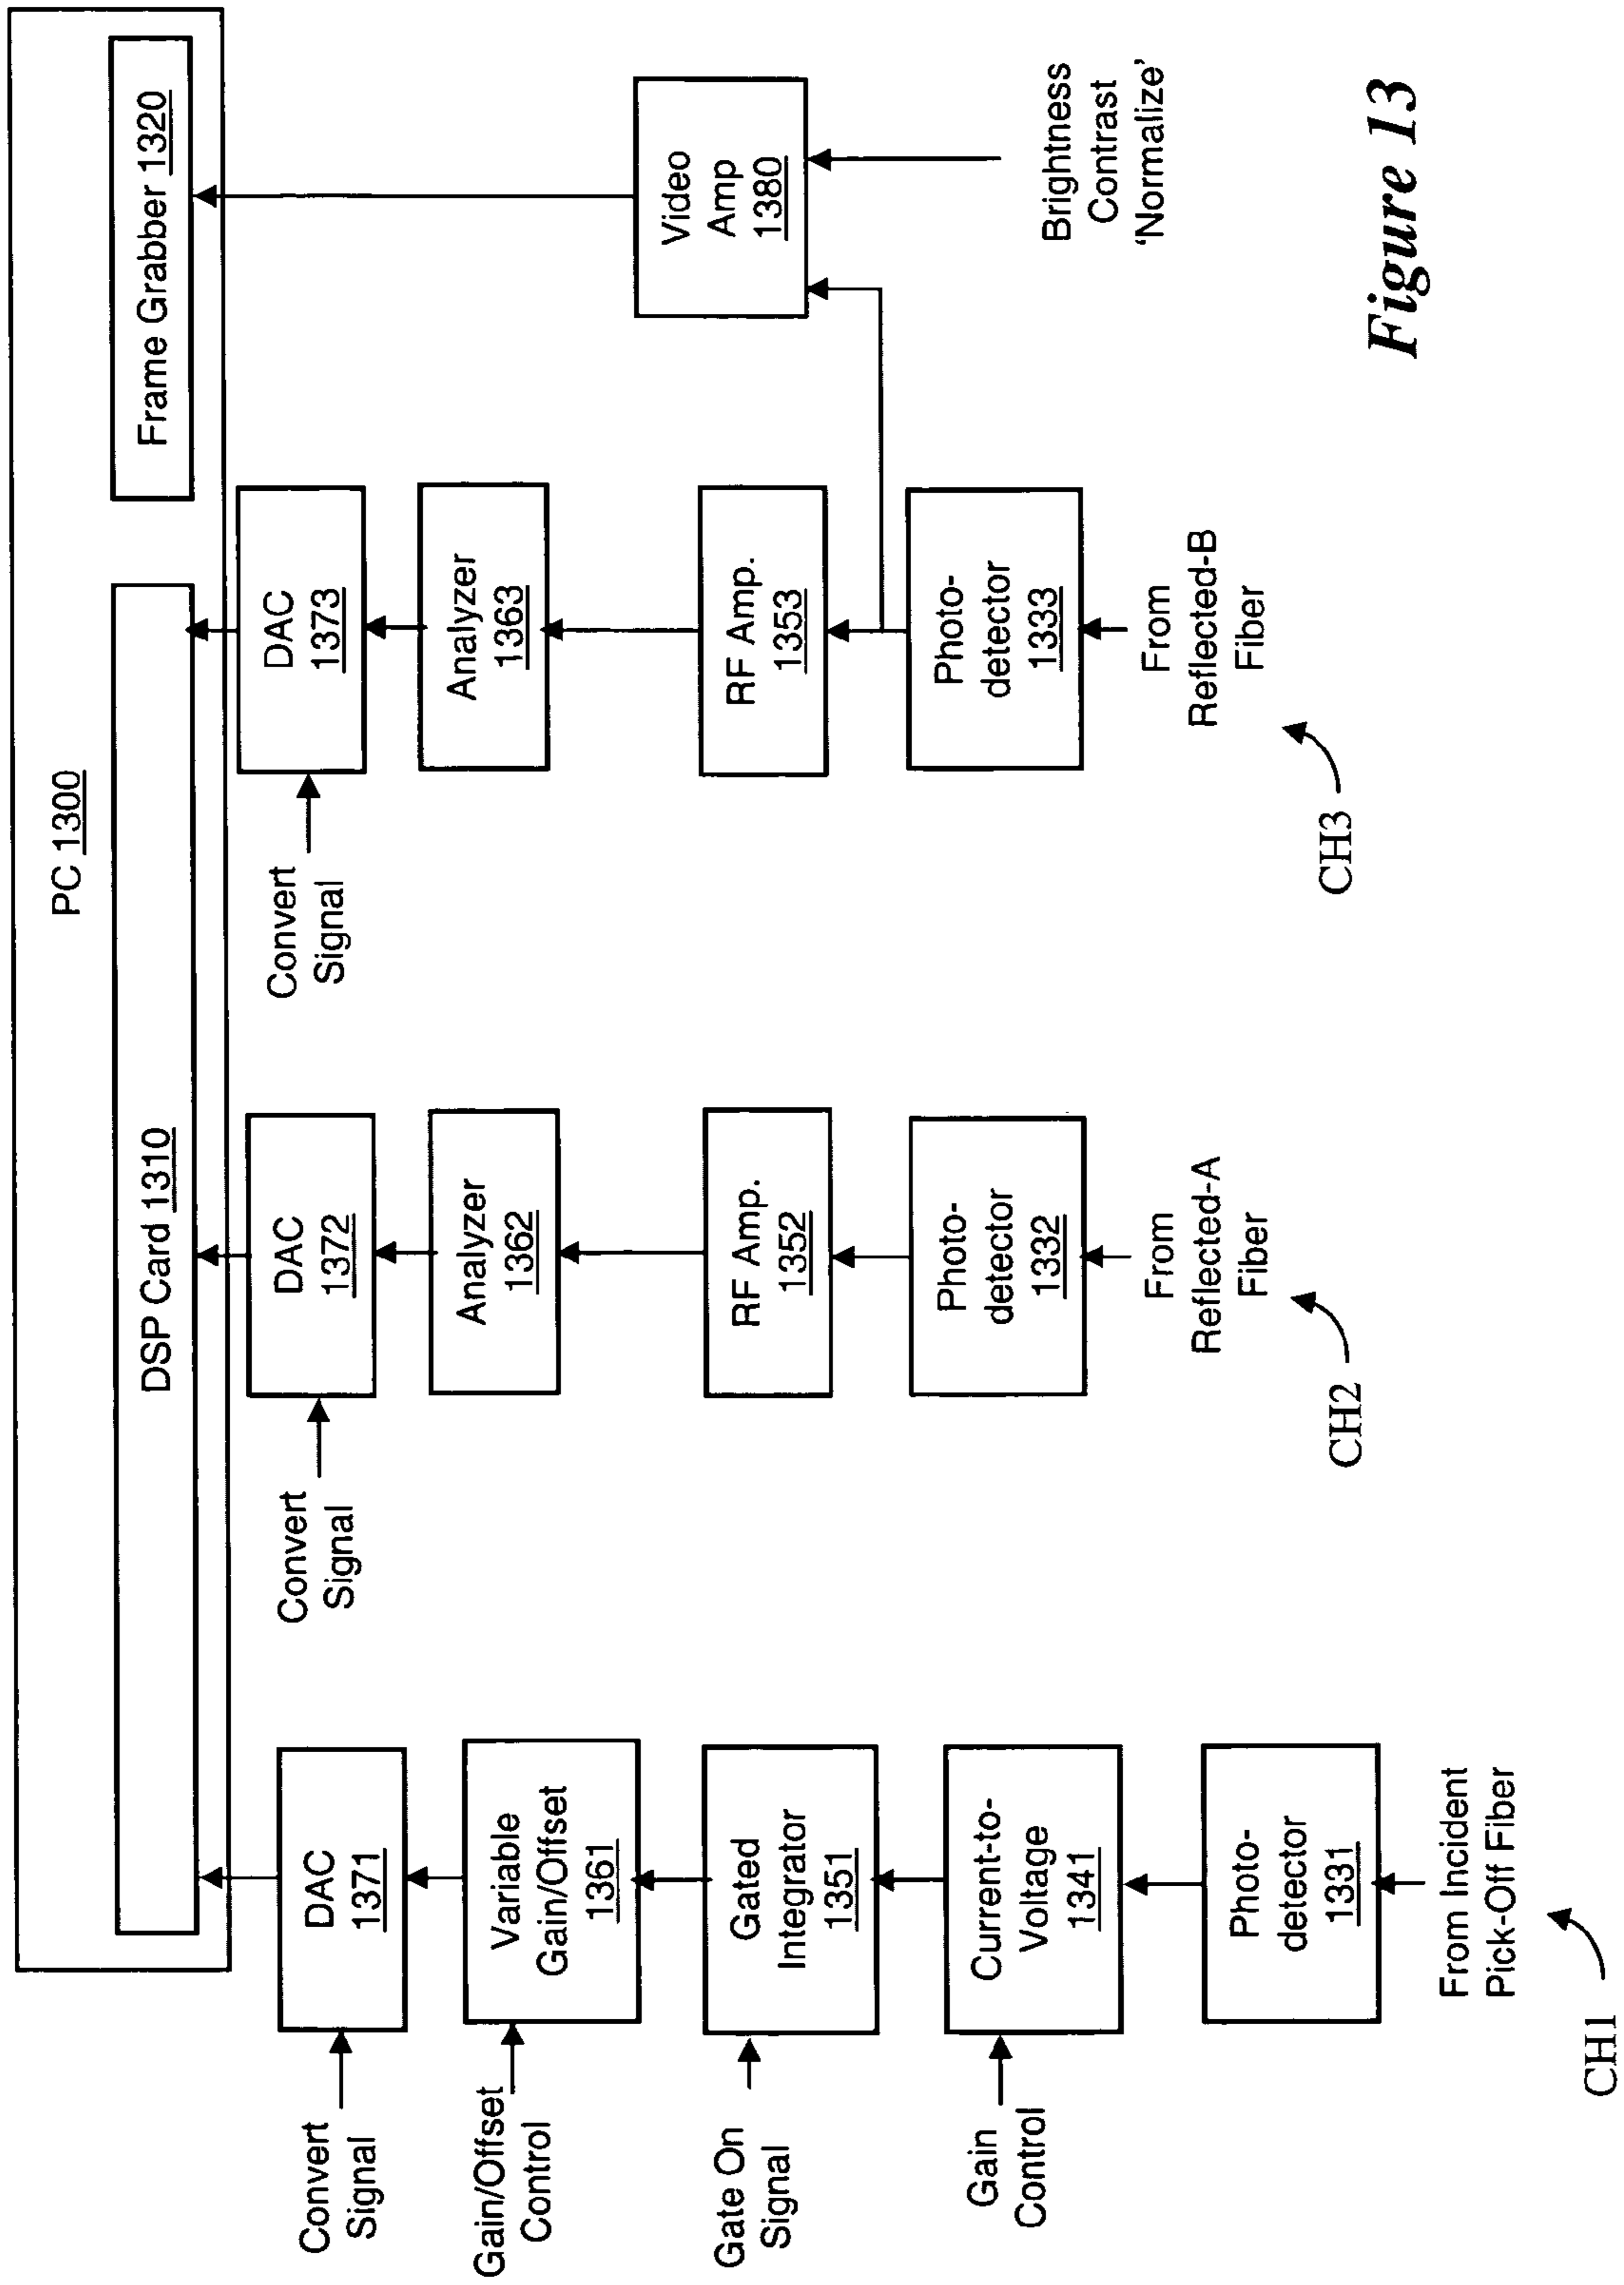 PC 1300
DSP Card 1310
Frame Grabber 1320
Convert
Signal
DAC
1371
Gain/Offset
Control
Variable
Gain/Offset
1361
Gate On
Signal
Gated
Integrator
1351
Gain
Control
Current-to-
Voltage
1341
Photo-
detector
1331
From Incident
Pick-Off Fiber
CH1
Convert
Signal
DAC
1372
Analyzer
1362
RF Amp.
1352
Photo-
detector
1332
From
Reflected-A
Fiber
CH2
Convert
Signal
DAC
1373
Analyzer
1363
RF Amp.
1353
Photo-
detector
1333
From
Reflected-B
Fiber
CH3
Video
Amp
1380
Brightness
Contrast
‘Normalize’
Figure 13